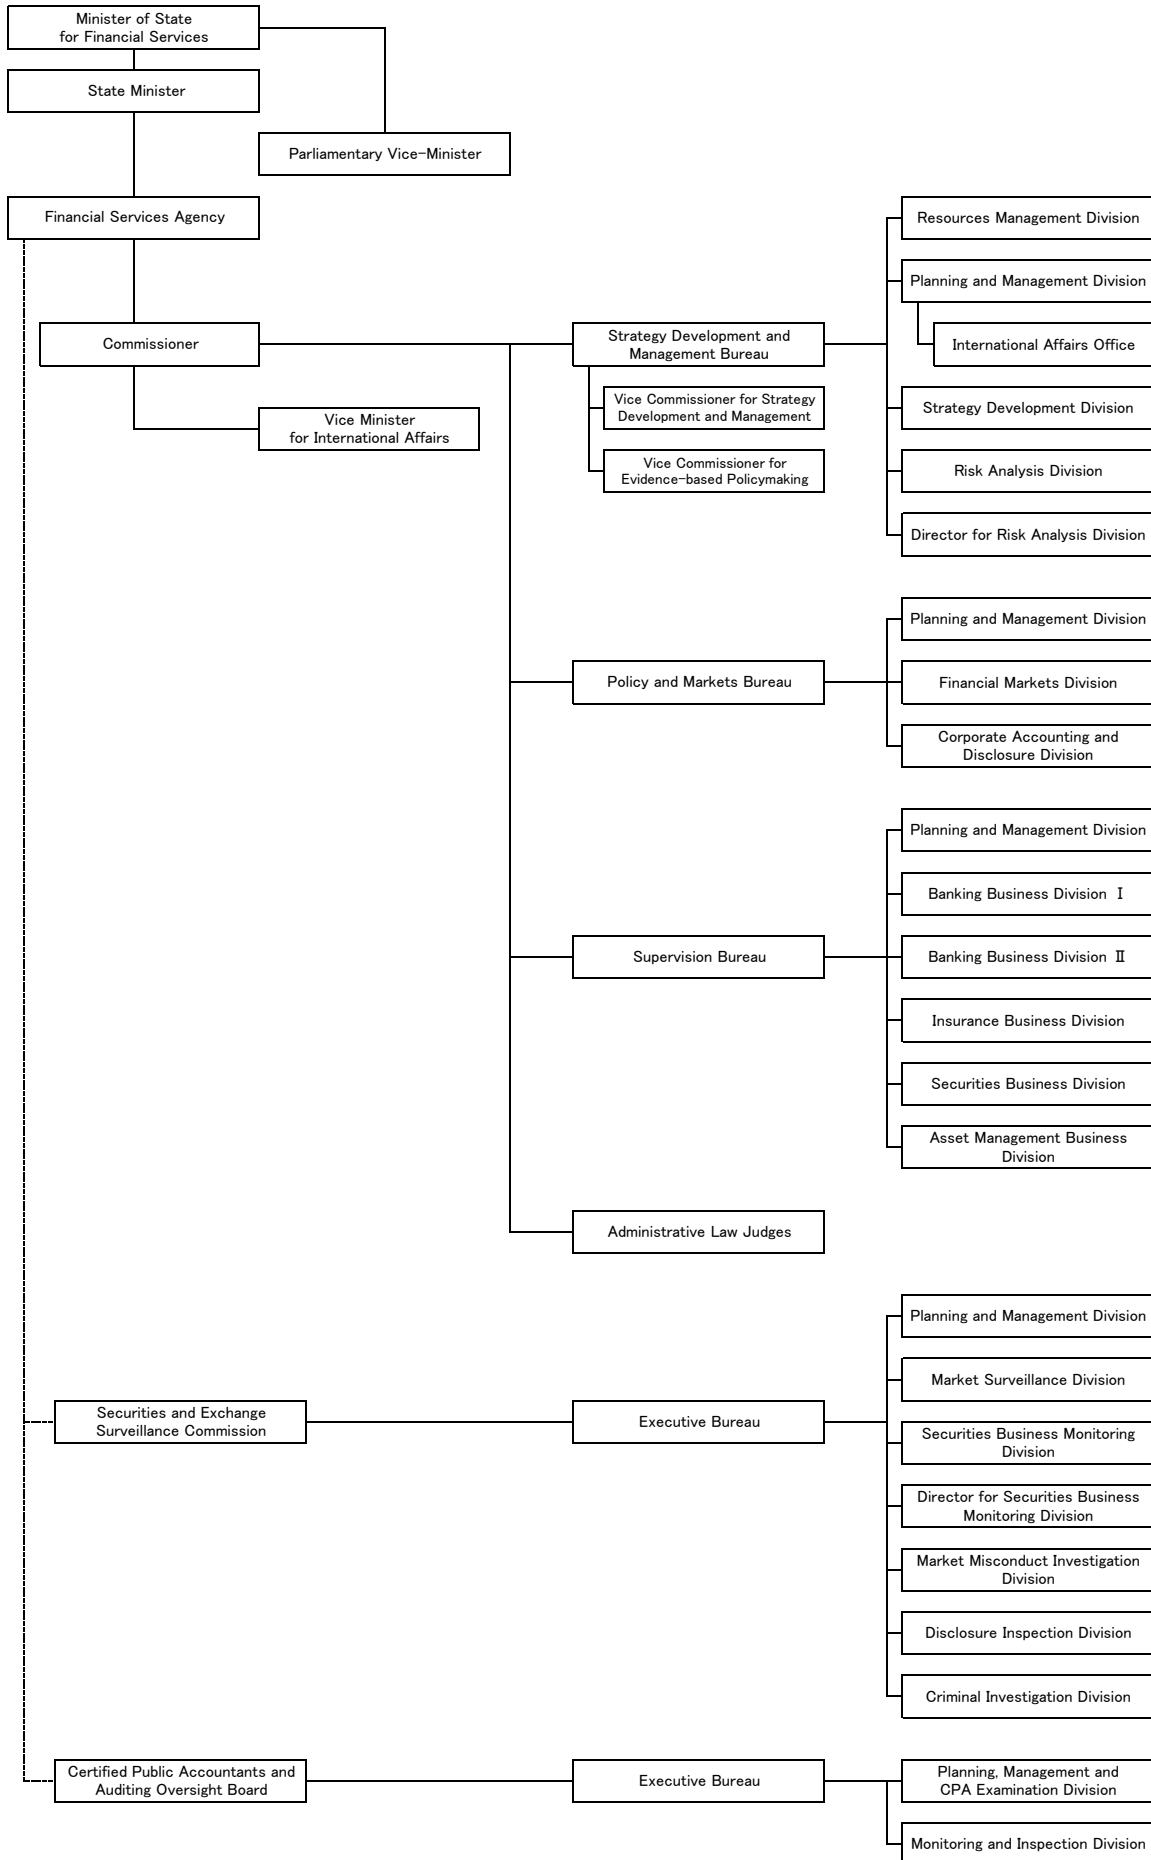 Minister of State
for Financial Services
State Minister
Parliamentary Vice-Minister
Financial Services Agency
Commissioner
Vice Minister
for International Affairs
Strategy Development and
Management Bureau
Vice Commissioner for Strategy
Development and Management
Vice Commissioner for
Evidence-based Policymaking
Resources Management Division
Planning and Management Division
International Affairs Office
Strategy Development Division
Risk Analysis Division
Director for Risk Analysis Division
Policy and Markets Bureau
Planning and Management Division
Financial Markets Division
Corporate Accounting and
Disclosure Division
Supervision Bureau
Planning and Management Division
Banking Business Division Ⅰ
Banking Business Division Ⅱ
Insurance Business Division
Securities Business Division
Asset Management Business
Division
Administrative Law Judges
Securities and Exchange
Surveillance Commission
Executive Bureau
Planning and Management Division
Market Surveillance Division
Securities Business Monitoring
Division
Director for Securities Business
Monitoring Division
Market Misconduct Investigation
Division
Disclosure Inspection Division
Criminal Investigation Division
Certified Public Accountants and
Auditing Oversight Board
Executive Bureau
Planning, Management and
CPA Examination Division
Monitoring and Inspection Division